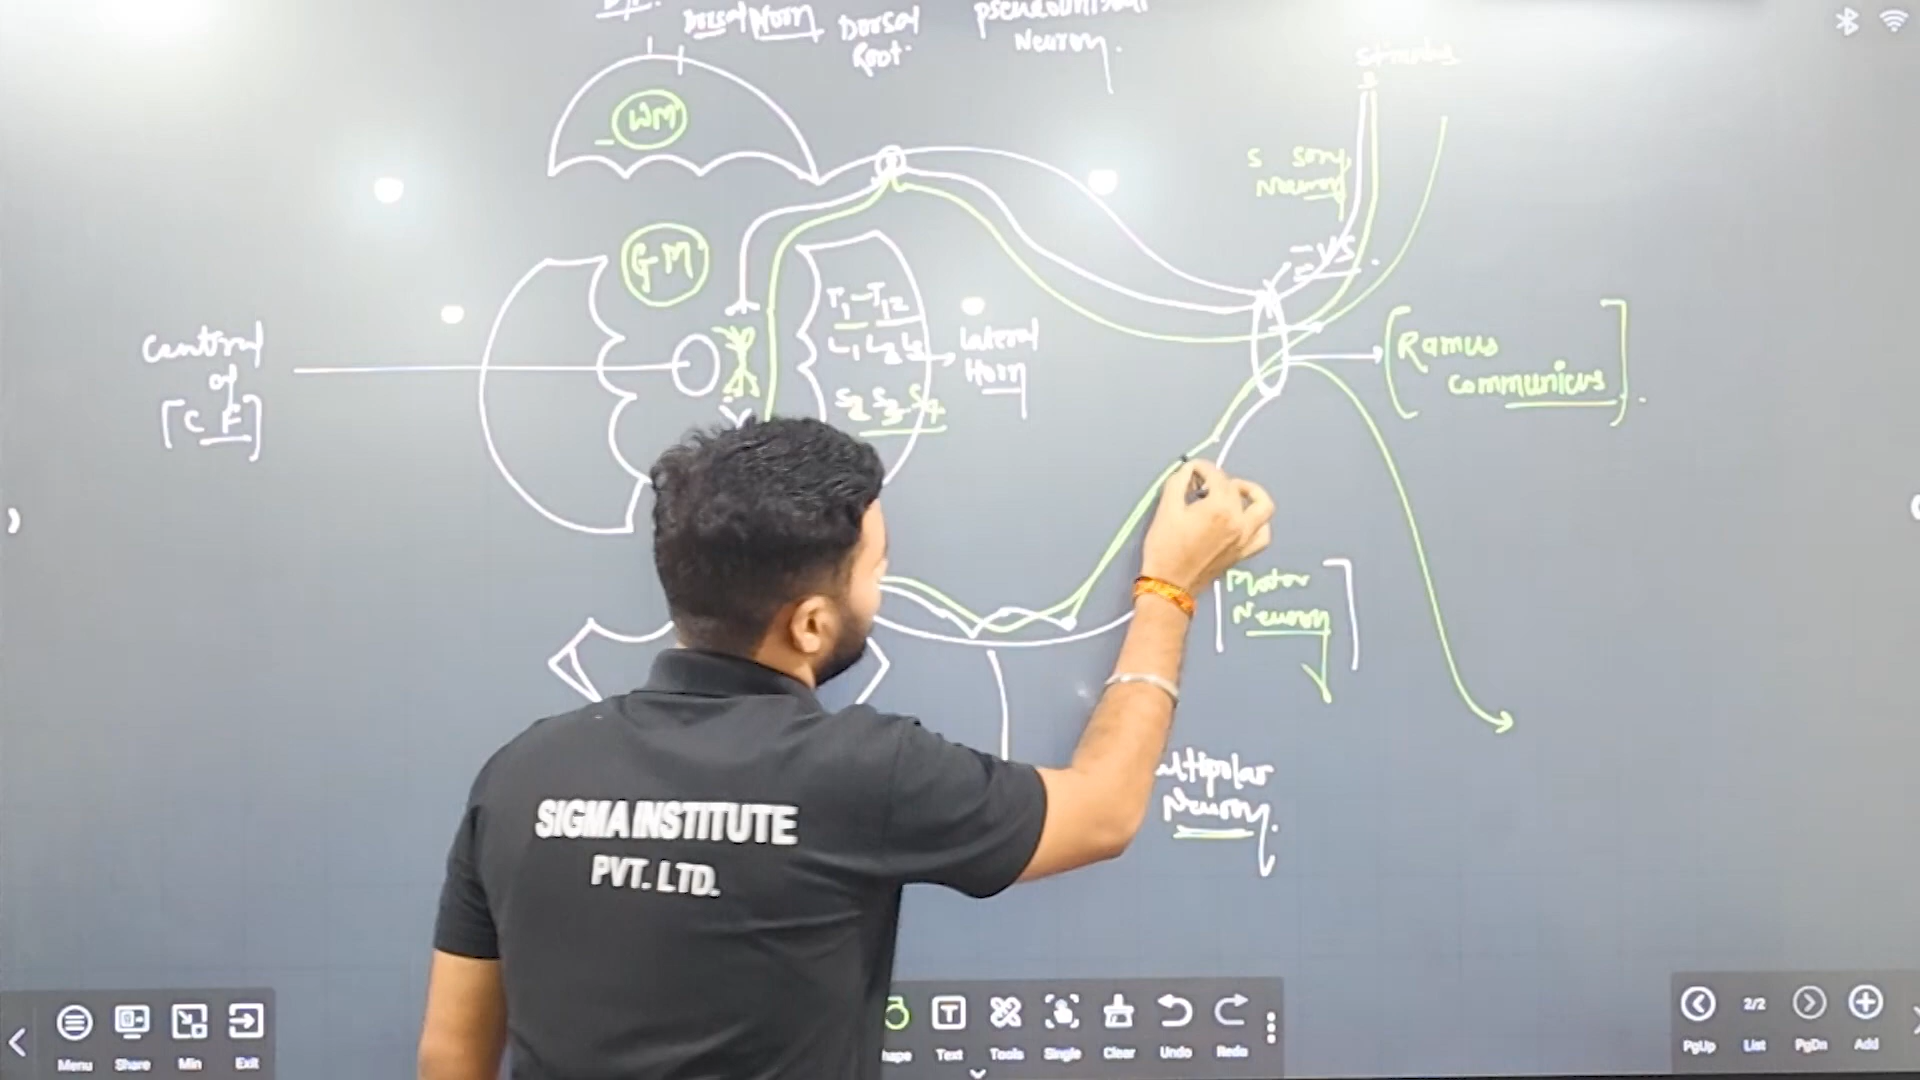 Dorsal Horn
Dorsal
Root.
Neuron.
stimulus
WM
Neuron
GM
T1-T12
L1 L2 L3
S2 S3 S4
Lateral
Horn
Central
of
[C F]
[Ramus
communicus].
Motor
Neuron
Neuron.
SIGMA INSTITUTE
PVT. LTD.
Menu
Share
Min
Exit
Text
Tools
Single
Clear
Undo
Redo
2/2
PgUp
List
PgDn
Add